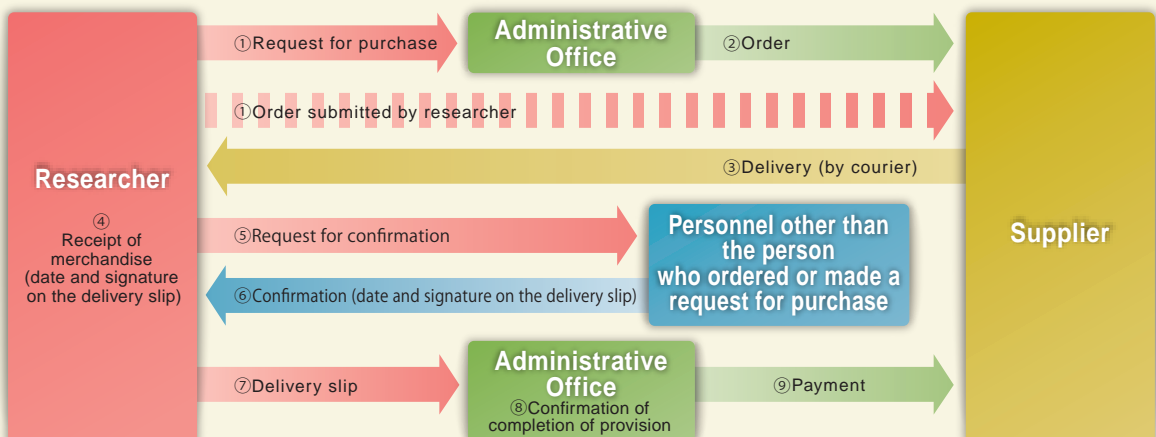 ①Request for purchase
Administrative
Office
②Order
①Order submitted by researcher
③Delivery (by courier)
Researcher
④
Receipt of
merchandise
(date and signature
on the delivery slip)
⑤Request for confirmation
Personnel other than
the person
who ordered or made a
request for purchase
⑥Confirmation (date and signature on the delivery slip)
Supplier
⑦Delivery slip
Administrative
Office
⑧Confirmation of
completion of provision
⑨Payment